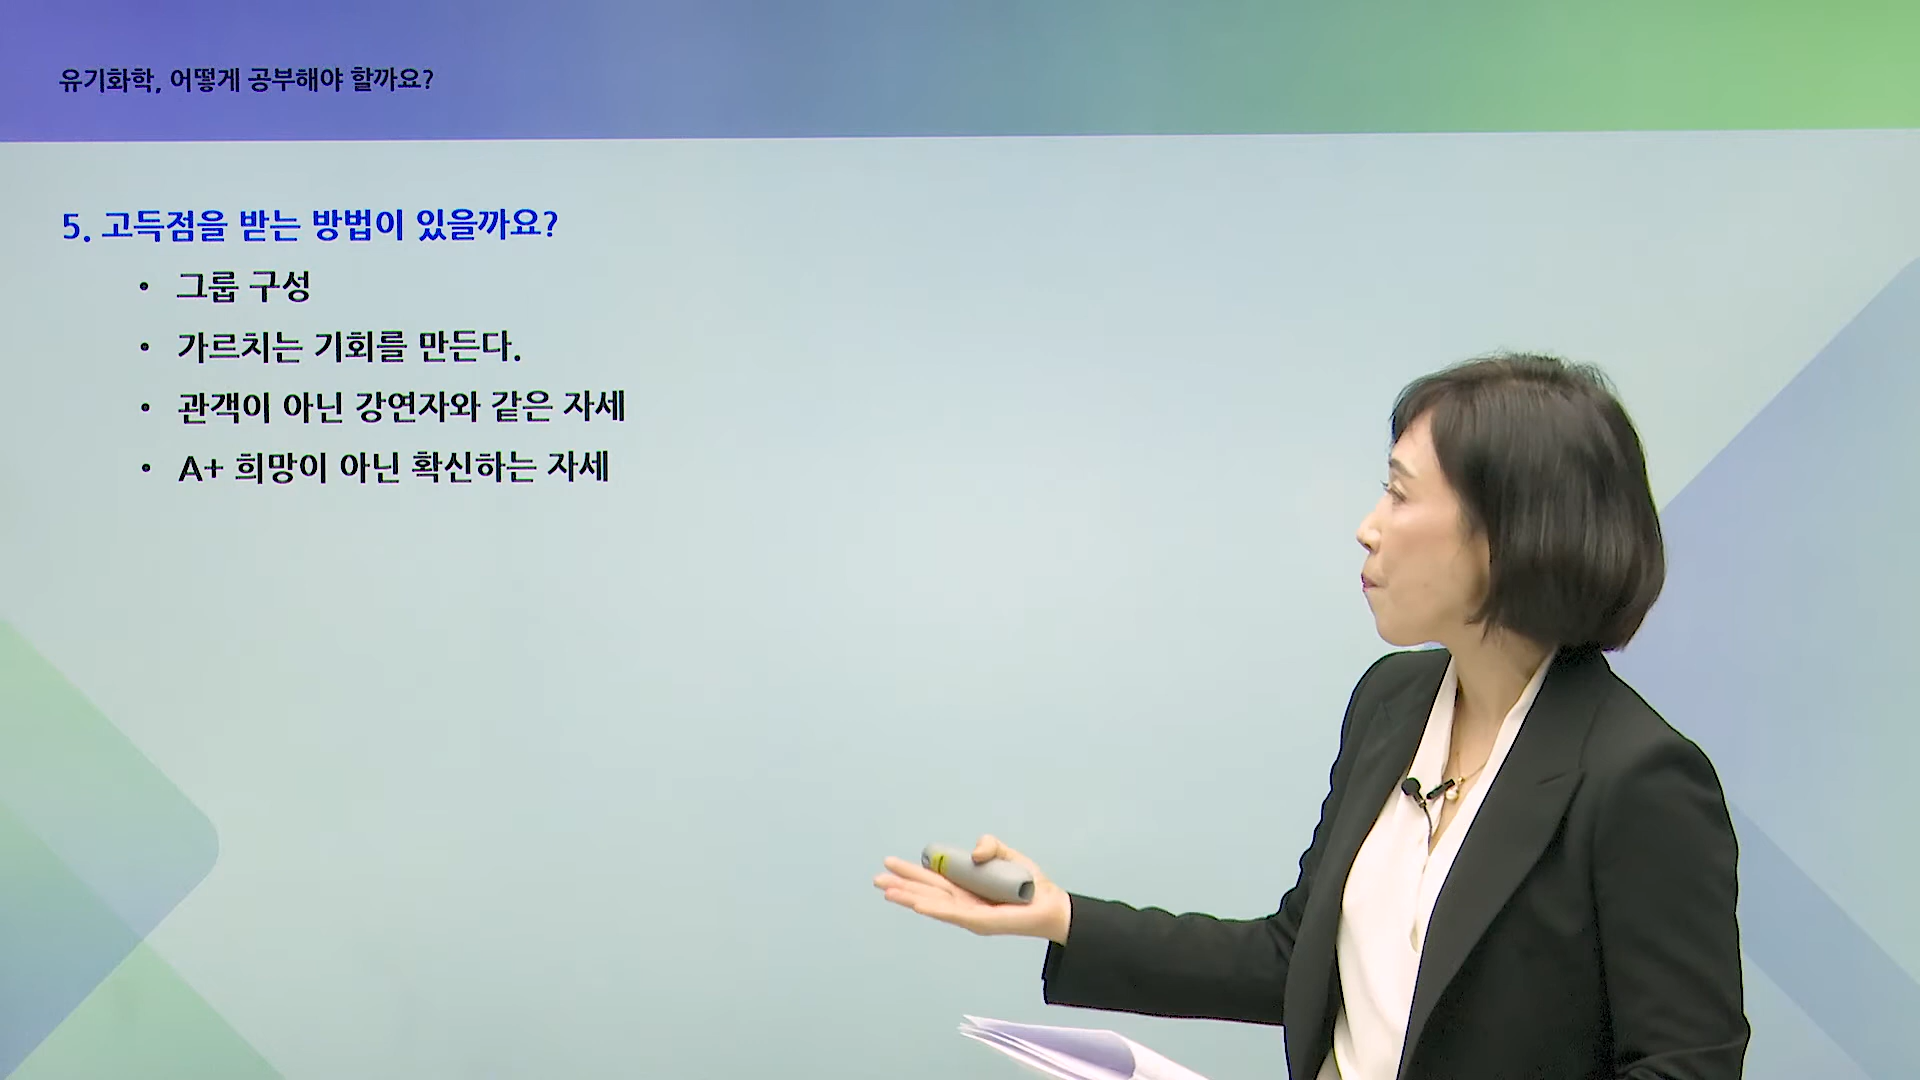 유기화학, 어떻게 공부해야 할까요?
5. 고득점을 받는 방법이 있을까요?
• 그룹 구성
• 가르치는 기회를 만든다.
• 관객이 아닌 강연자와 같은 자세
• A+ 희망이 아닌 확신하는 자세